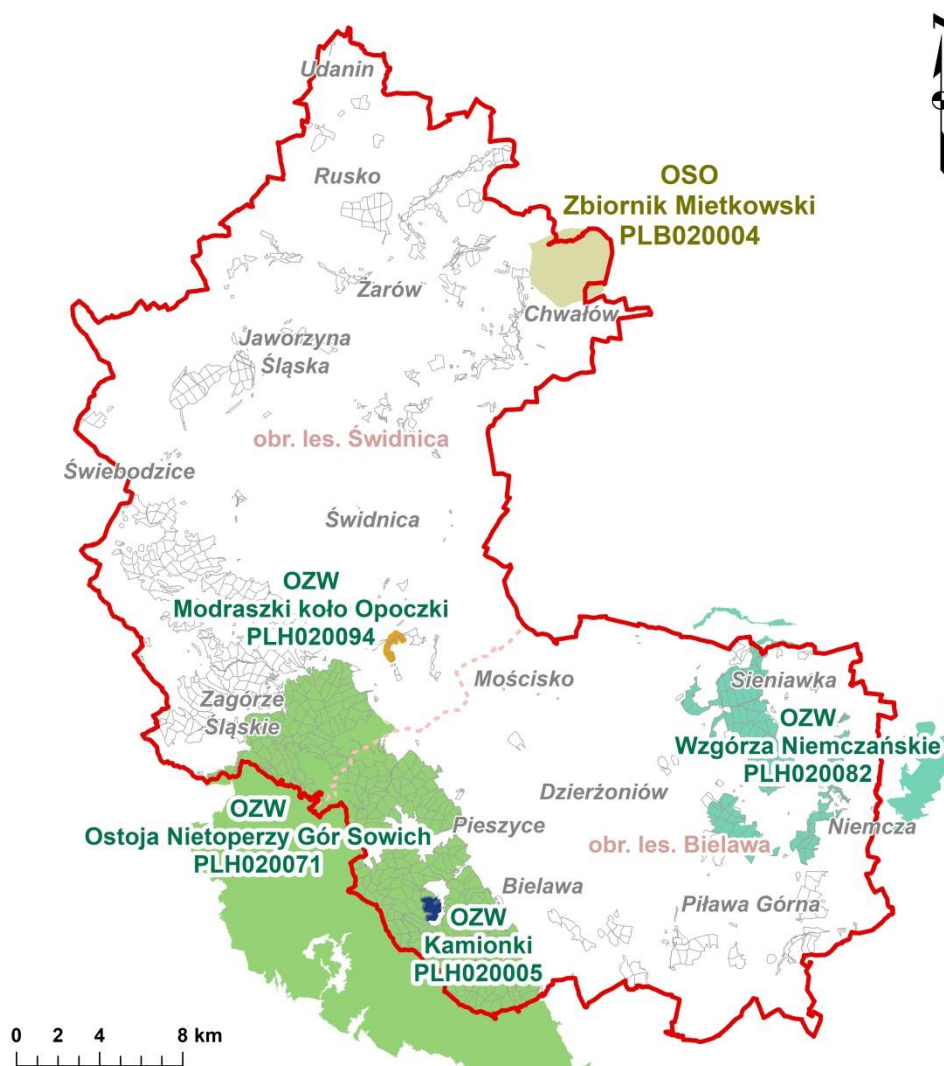 Udanin
Rusko
OSO
Zbiornik Mietkowski
PLB020004
Żarów
Chwałów
Jaworzyna
Śląska
obr. les. Świdnica
Świebodzice
Świdnica
OZW
Modraszki koło Opoczki
PLH020094
Mościsko
Sieniawka
Zagórze
Śląskie
OZW
Wzgórza Niemczańskie
PLH020082
Dzierżoniów
OZW
Ostoja Nietoperzy Gór Sowich
PLH020071
Pieszyce
Niemcza
obr. les. Bielawa
Bielawa
Piława Górna
OZW
Kamionki
PLH020005
0 2 4 8 km